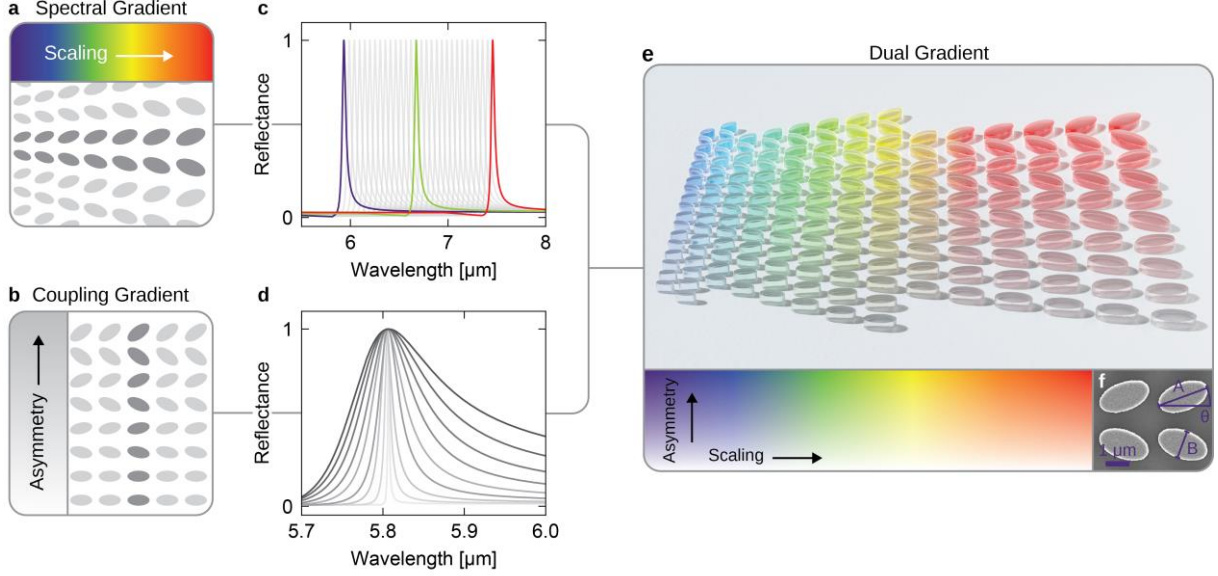 a Spectral Gradient
Scaling
b Coupling Gradient
Asymmetry
c
1
Reflectance
0
6 7 8
Wavelength [µm]
d
1
Reflectance
0
5.7 5.8 5.9 6.0
Wavelength [µm]
e Dual Gradient
Asymmetry
Scaling
f
A
θ
B
1 µm